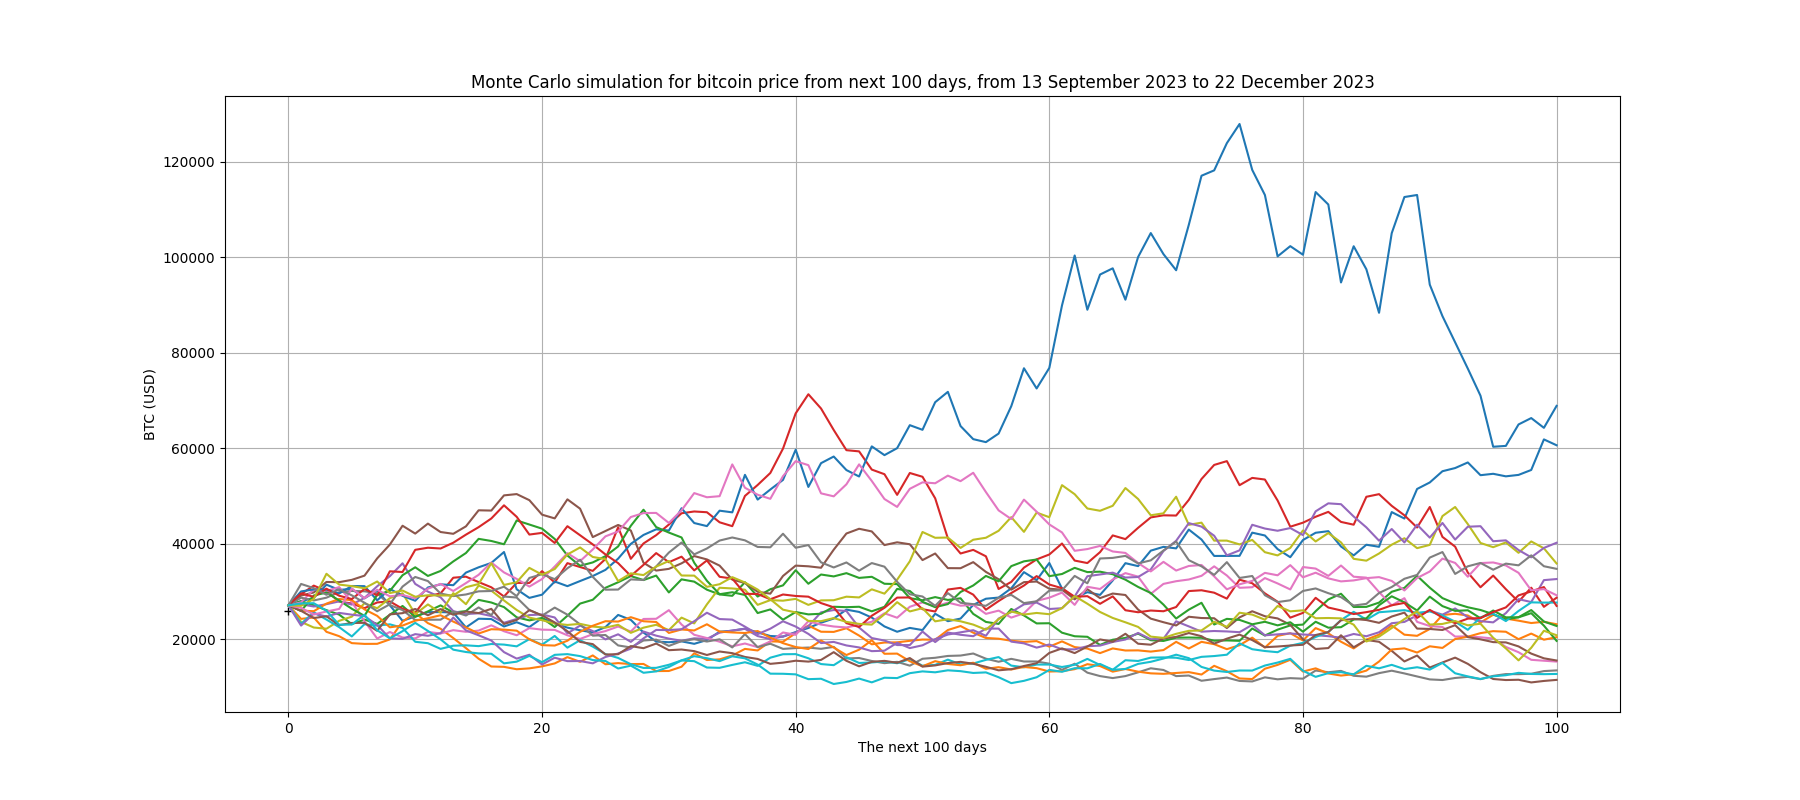 Monte Carlo simulation for bitcoin price from next 100 days, from 13 September 2023 to 22 December 2023
120000
100000
80000
60000
40000
20000
BTC (USD)
0 20 40 60 80 100
The next 100 days